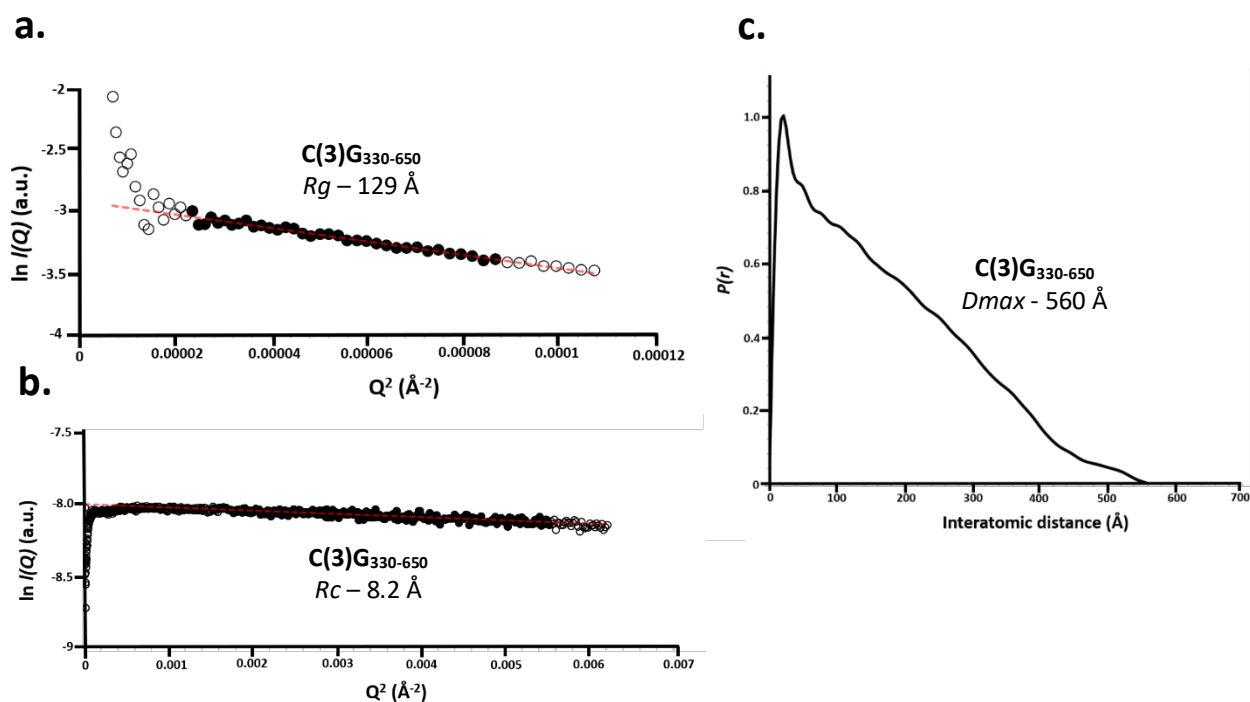 a.
ln I(Q) (a.u.)
-2
-2.5
-3
-3.5
-4
C(3)G330-650
Rg – 129 Å
0
0.00002
0.00004
0.00006
0.00008
0.0001
0.00012
Q2 (Å-2)
b.
ln I(Q) (a.u.)
-7.5
-8.0
-8.5
-9
C(3)G330-650
Rc – 8.2 Å
0
0.001
0.002
0.003
0.004
0.005
0.006
0.007
Q2 (Å-2)
c.
P(r)
1.0
0.8
0.6
0.4
0.2
0
C(3)G330-650
Dmax - 560 Å
0
100
200
300
400
500
600
700
Interatomic distance (Å)